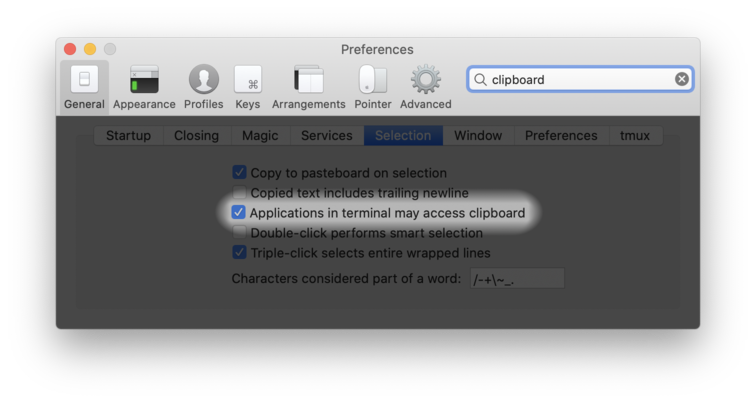 Preferences
General Appearance Profiles Keys Arrangements Pointer Advanced clipboard
Startup Closing Magic Services Selection Window Preferences tmux
Copy to pasteboard on selection
Copied text includes trailing newline
Applications in terminal may access clipboard
Double-click performs smart selection
Triple-click selects entire wrapped lines
Characters considered part of a word: /-+\~_.